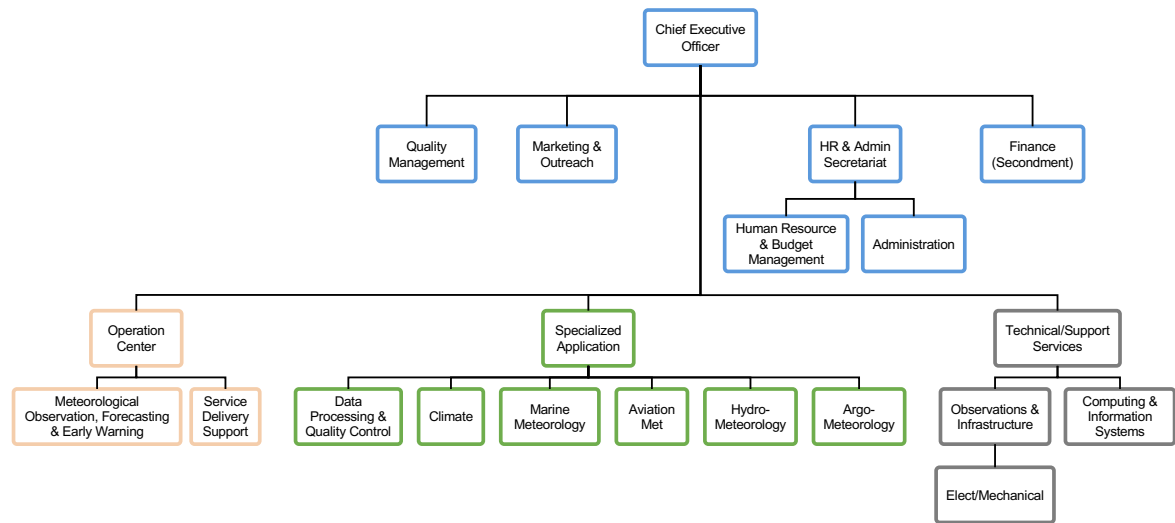 Chief Executive
Officer
Quality
Management
Marketing &
Outreach
HR & Admin
Secretariat
Finance
(Secondment)
Human Resource
& Budget
Management
Administration
Operation
Center
Specialized
Application
Technical/Support
Services
Meteorological
Observation, Forecasting
& Early Warning
Service
Delivery
Support
Data
Processing &
Quality Control
Climate
Marine
Meteorology
Aviation
Met
Hydro-
Meteorology
Argo-
Meteorology
Observations &
Infrastructure
Computing &
Information
Systems
Elect/Mechanical